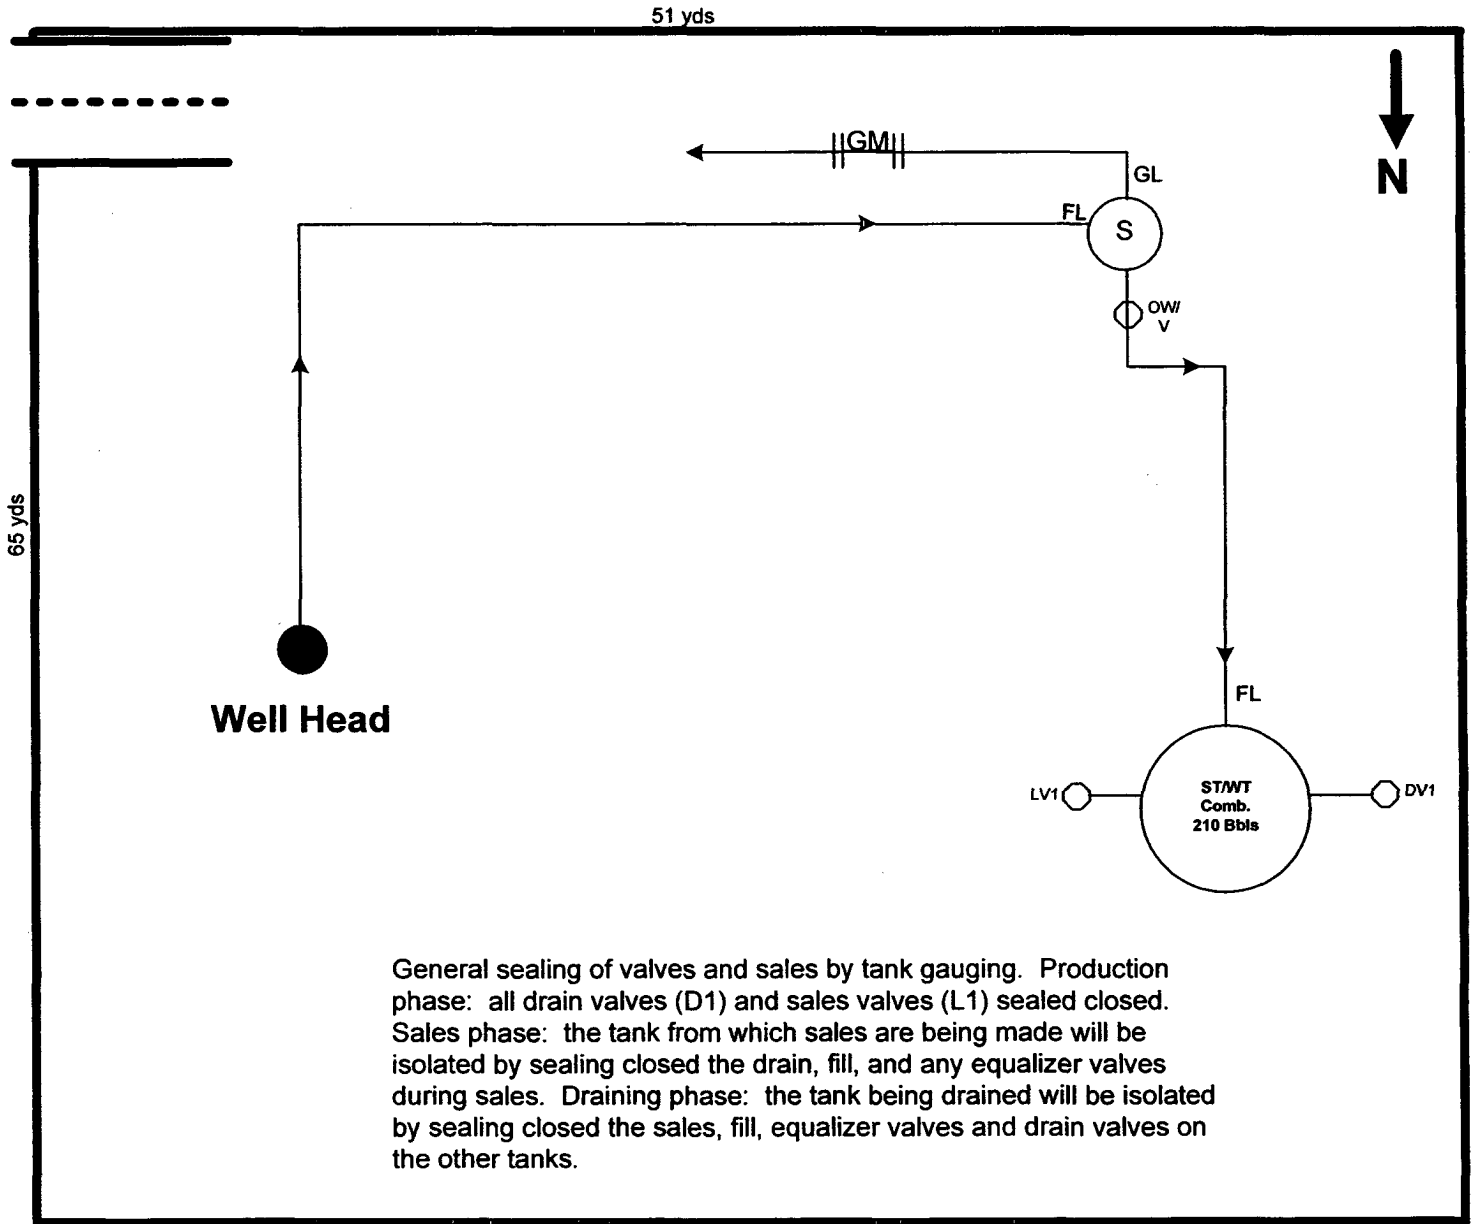 51 yds
GM
GL
N
FL
S
OW/
V
65 yps
Well Head
FL
LV1
ST/WT
Comb.
210 Bbls
DV1
General sealing of valves and sales by tank gauging. Production
phase: all drain valves (D1) and sales valves (L1) sealed closed.
Sales phase: the tank from which sales are being made will be
isolated by sealing closed the drain, fill, and any equalizer valves
during sales. Draining phase: the tank being drained will be isolated
by sealing closed the sales, fill, equalizer valves and drain valves on
the other tanks.